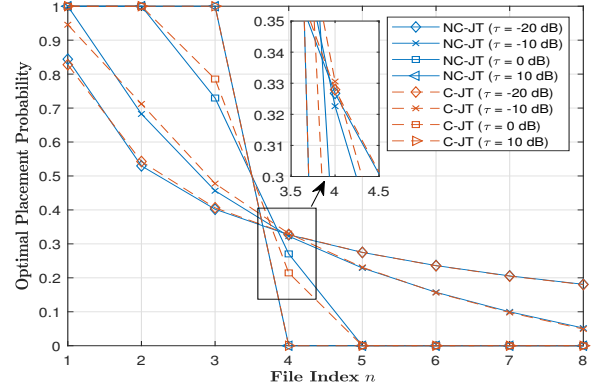 Optimal Placement Probability
1
0.9
0.8
0.7
0.6
0.5
0.4
0.3
0.2
0.1
0
1 2 3 4 5 6 7 8
File Index n
0.35
0.34
0.33
0.32
0.31
0.3
3.5 4 4.5
NC-JT (τ = -20 dB)
NC-JT (τ = -10 dB)
NC-JT (τ = 0 dB)
NC-JT (τ = 10 dB)
C-JT (τ = -20 dB)
C-JT (τ = -10 dB)
C-JT (τ = 0 dB)
C-JT (τ = 10 dB)